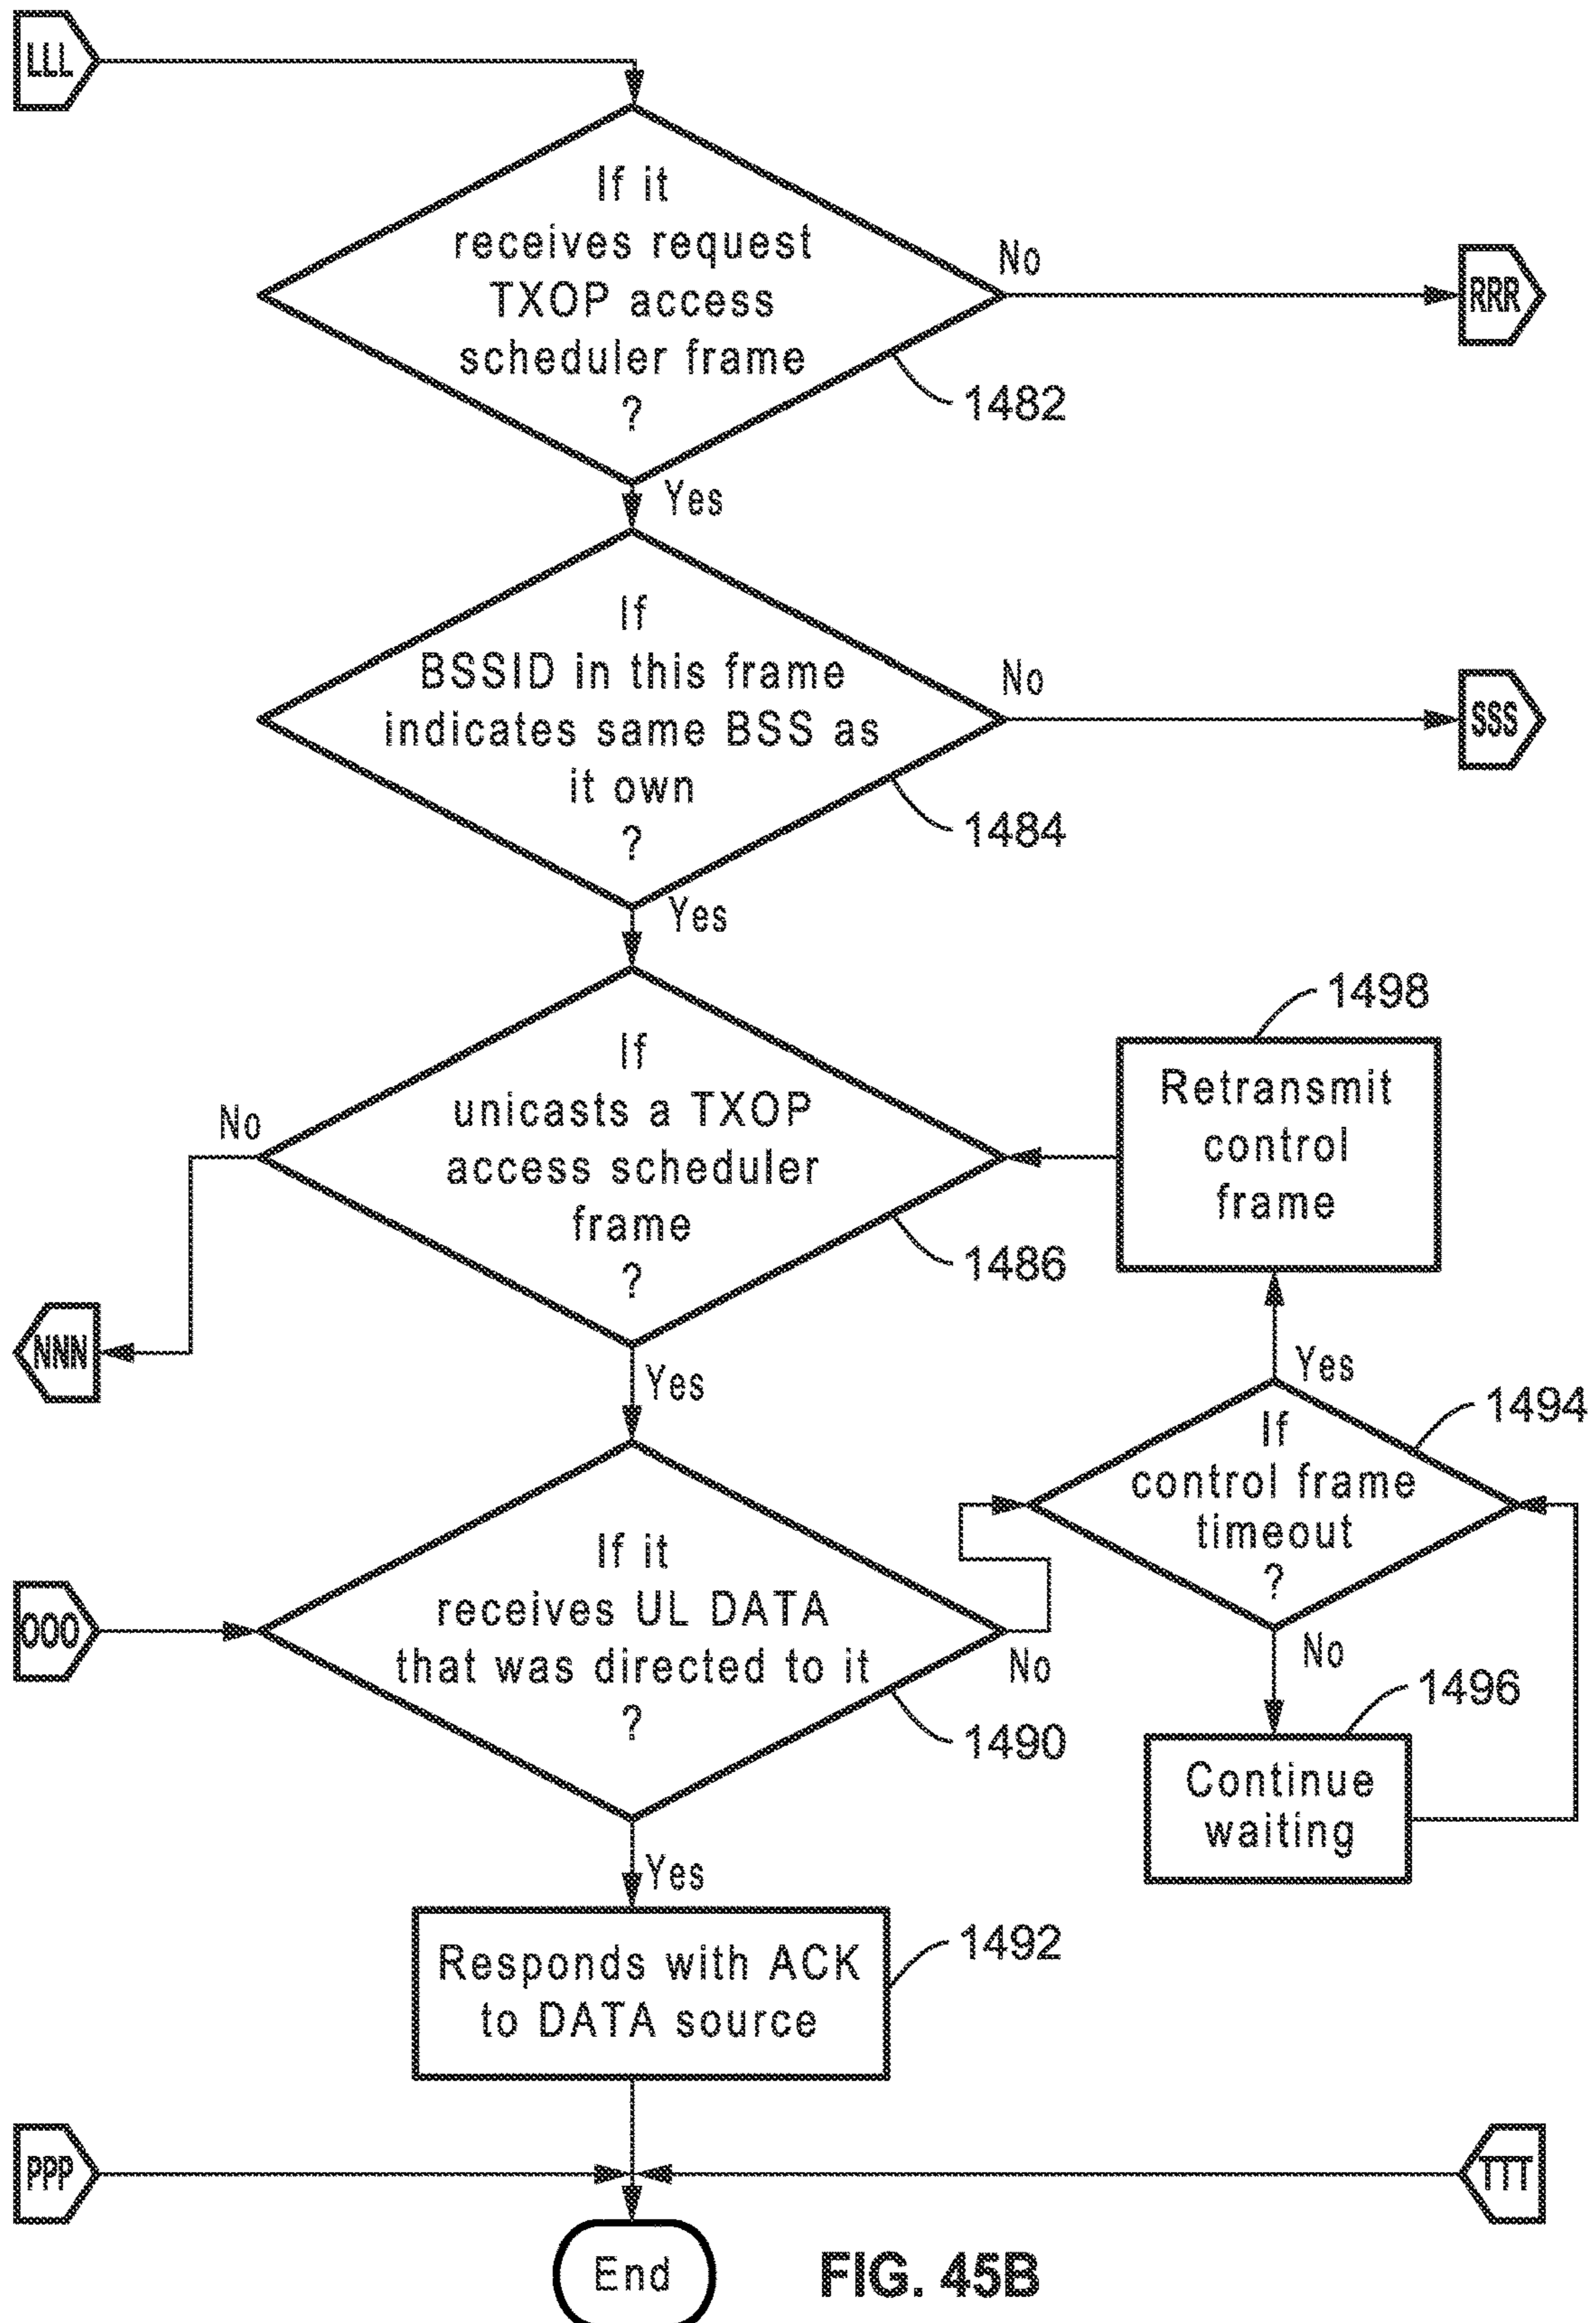 LLL
If it
receives request
TXOP access
scheduler frame
?
No
RRR
1482
Yes
If
BSSID in this frame
indicates same BSS as
it own
?
No
SSS
1484
Yes
If
unicasts a TXOP
access scheduler
frame
?
No
1486
NNN
Yes
1498
Retransmit
control
frame
Yes
1494
If
control frame
timeout
?
No
1496
Continue
waiting
OOO
If it
receives UL DATA
that was directed to it
?
No
1490
Yes
Responds with ACK
to DATA source
1492
PPP
TTT
End
FIG. 45B